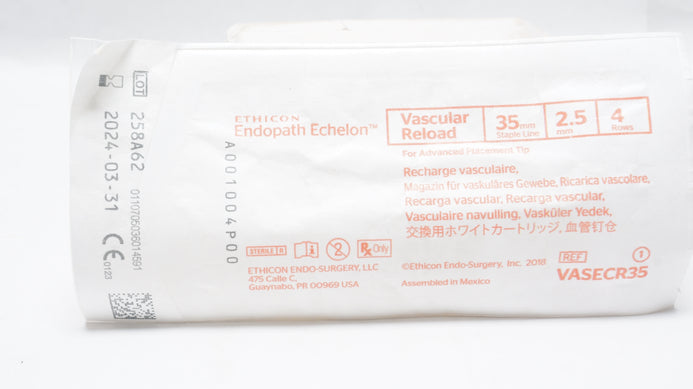 LOT 258A62
2024-03-31
0110705036014691
CE 0123
A001004P00
ETHICON
Endopath Echelon™
Vascular
Reload
35mm
Staple Line
2.5
mm
4
Rows
For Advanced Placement Tip
Recharge vasculaire,
Magazin für vaskuläres Gewebe, Ricarica vascolare,
Recarga vascular, Recarga vascular,
Vasculaire navulling, Vasküler Yedek,
交換用ホワイトカートリッジ, 血管钉仓
STERILE R
2
Rx Only
ETHICON ENDO-SURGERY, LLC
475 Calle C,
Guaynabo, PR 00969 USA
©Ethicon Endo-Surgery, Inc. 2018
Assembled in Mexico
REF
VASECR35
1